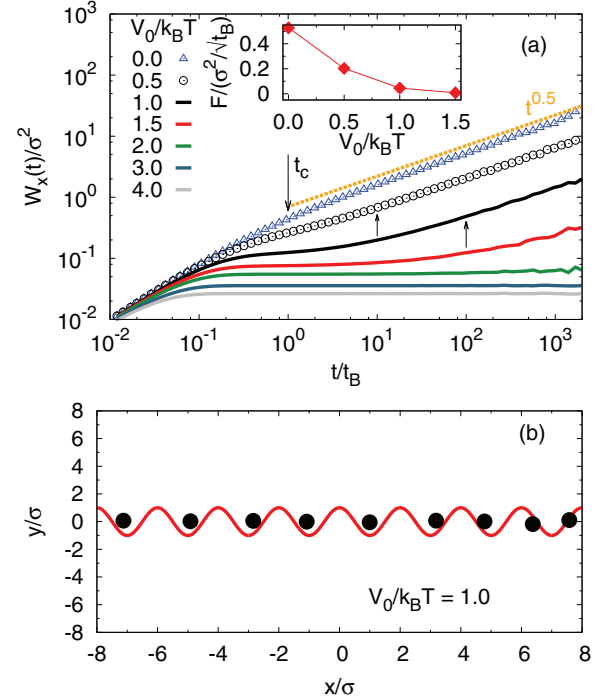 (a)
W_x(t)/σ²
10³
10²
10¹
10⁰
10⁻¹
10⁻²
V₀/k_BT
0.0
0.5
1.0
1.5
2.0
3.0
4.0
F/(σ²/√t_B)
0.4
0.2
0
0.0 0.5 1.0 1.5
V₀/k_BT
t^0.5
t_c
10⁻² 10⁻¹ 10⁰ 10¹ 10² 10³
t/t_B
(b)
y/σ
8
6
4
2
0
-2
-4
-6
-8
V₀/k_BT = 1.0
-8 -6 -4 -2 0 2 4 6 8
x/σ